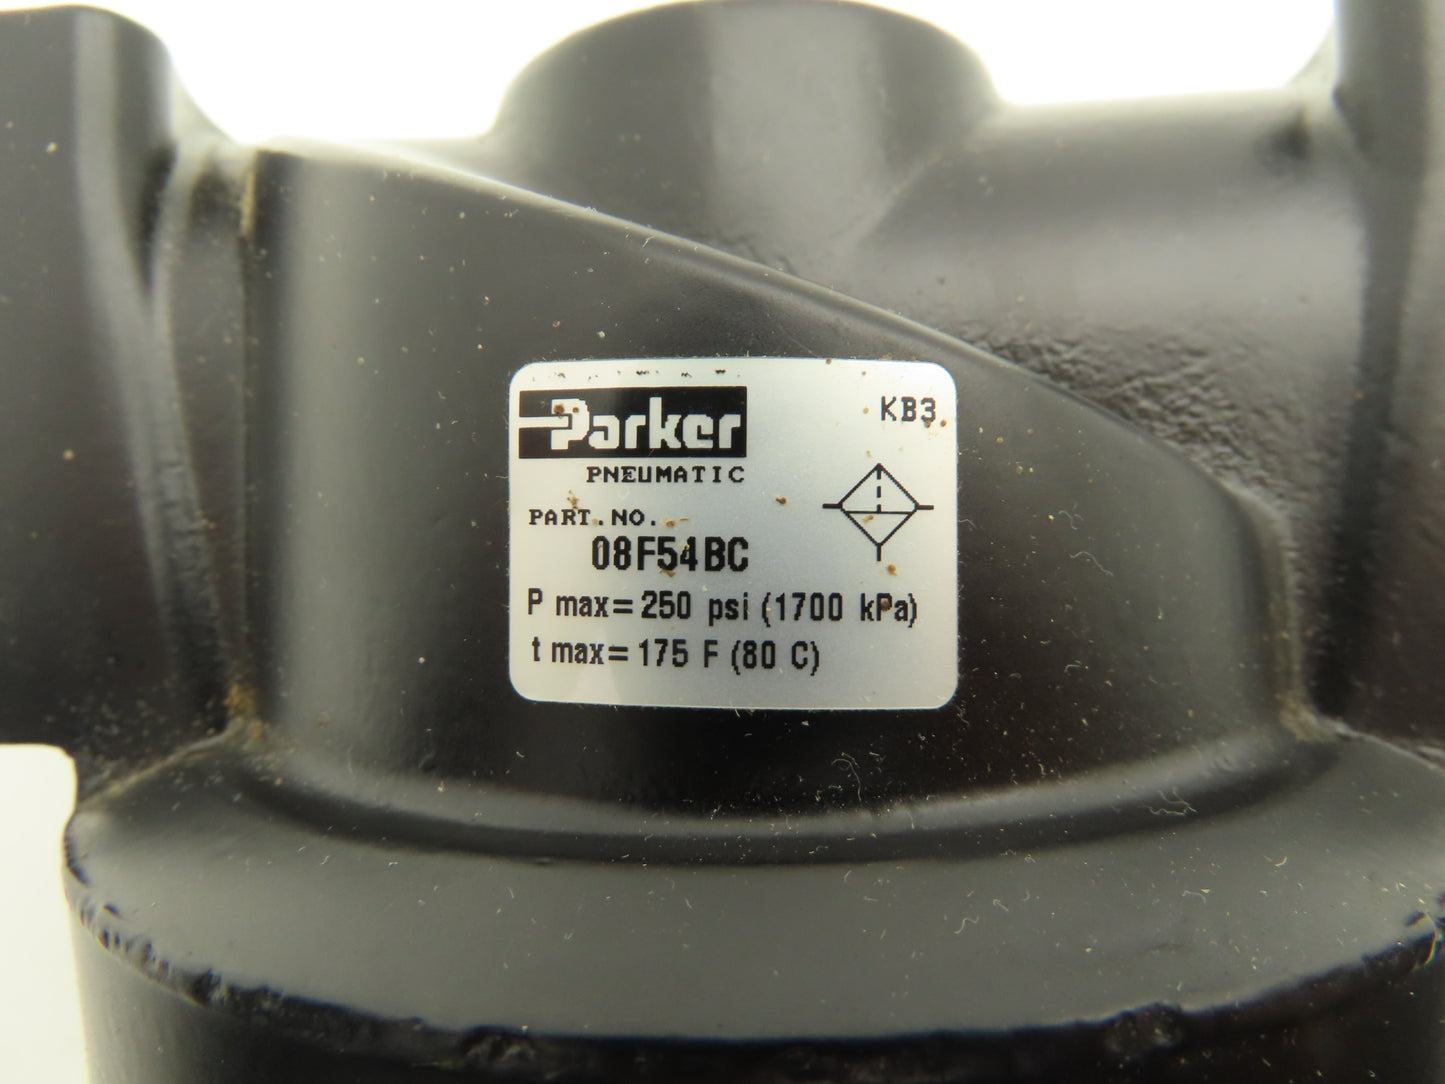 Parker
KB3
PNEUMATIC
PART.NO.
08F54BC
P max=250 psi (1700 kPa)
t max=175 F (80 C)